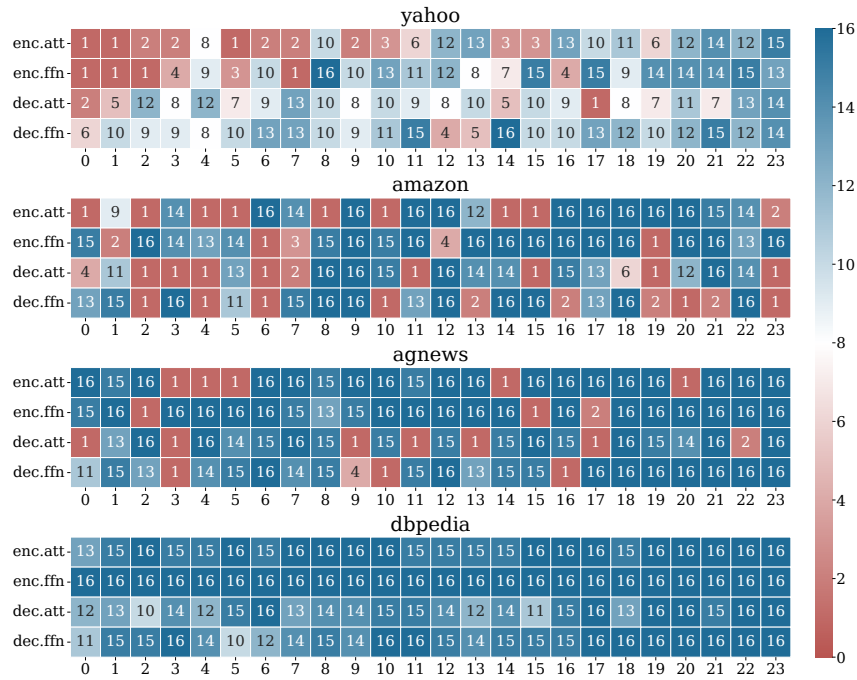 yahoo
enc.att 1 1 2 2 8 1 2 2 10 2 3 6 12 13 3 3 13 10 11 6 12 14 12 15 16
enc.ffn 1 1 1 4 9 3 10 1 16 10 13 11 12 8 7 15 4 15 9 14 14 14 15 13 14
dec.att 2 5 12 8 12 7 9 13 10 8 10 9 8 10 5 10 9 1 8 7 11 7 13 14
dec.ffn 6 10 9 9 8 10 13 13 10 9 11 15 4 5 16 10 10 13 12 10 12 15 12 14 12
0 1 2 3 4 5 6 7 8 9 10 11 12 13 14 15 16 17 18 19 20 21 22 23
amazon
enc.att 1 9 1 14 1 1 16 14 1 16 1 16 16 12 1 1 16 16 16 16 16 15 14 2 10
enc.ffn 15 2 16 14 13 14 1 3 15 16 15 16 4 16 16 16 16 16 16 1 16 16 13 16
dec.att 4 11 1 1 1 13 1 2 16 16 15 1 16 14 14 1 15 13 6 1 12 16 14 1 8
dec.ffn 13 15 1 16 1 11 1 15 16 16 1 13 16 2 16 16 2 13 16 2 1 2 16 1
0 1 2 3 4 5 6 7 8 9 10 11 12 13 14 15 16 17 18 19 20 21 22 23
agnews 6
enc.att 16 15 16 1 1 1 16 16 15 16 16 15 16 16 1 16 16 16 16 16 1 16 16 16
enc.ffn 15 16 1 16 16 16 16 15 13 15 16 16 16 16 16 1 16 2 16 16 16 16 16 16
dec.att 1 13 16 1 16 14 15 16 15 1 15 1 15 1 15 16 15 1 16 15 14 16 2 16 4
dec.ffn 11 15 13 1 14 15 16 14 15 4 1 15 16 13 15 15 1 16 16 16 16 16 16 16
0 1 2 3 4 5 6 7 8 9 10 11 12 13 14 15 16 17 18 19 20 21 22 23
dbpedia
enc.att 13 15 16 15 15 16 15 16 16 16 16 16 16 15 15 16 16 16 15 16 16 16 16 16 2
enc.ffn 16 16 16 16 16 16 16 16 16 16 16 16 16 16 16 16 16 16 16 16 16 16 16 16
dec.att 12 13 10 14 12 15 16 13 14 14 15 15 14 12 14 11 15 16 13 16 16 15 16 16
dec.ffn 11 15 15 16 14 10 12 14 15 14 16 16 15 14 15 15 14 15 16 16 16 16 16 16
0 1 2 3 4 5 6 7 8 9 10 11 12 13 14 15 16 17 18 19 20 21 22 23 0